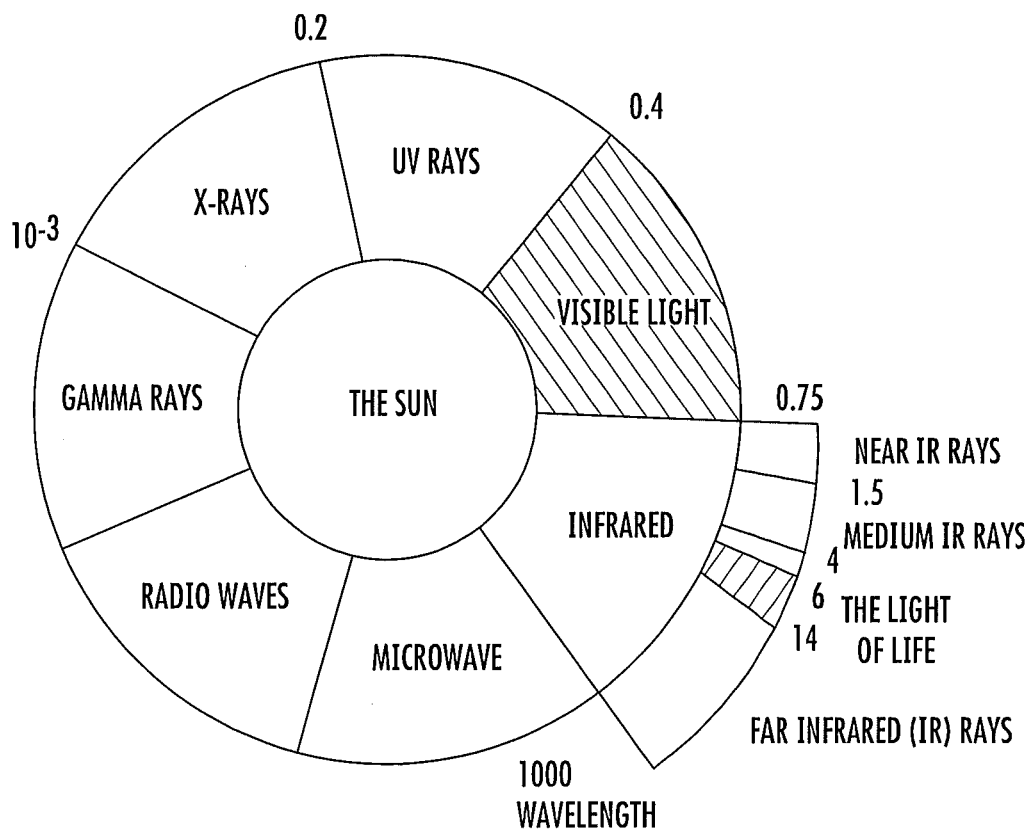 0.2
0.4
UV RAYS
X-RAYS
10-3
VISIBLE LIGHT
GAMMA RAYS
THE SUN
0.75
NEAR IR RAYS
1.5
INFRARED
MEDIUM IR RAYS
4
6
THE LIGHT
OF LIFE
14
RADIO WAVES
MICROWAVE
FAR INFRARED (IR) RAYS
1000
WAVELENGTH